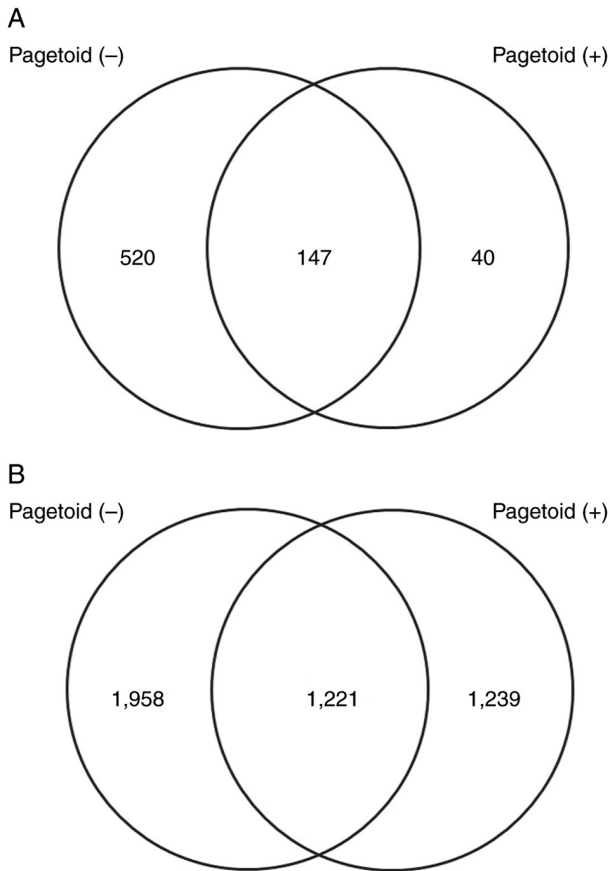 A
Pagetoid (–) Pagetoid (+)
520 147 40
B
Pagetoid (–) Pagetoid (+)
1,958 1,221 1,239